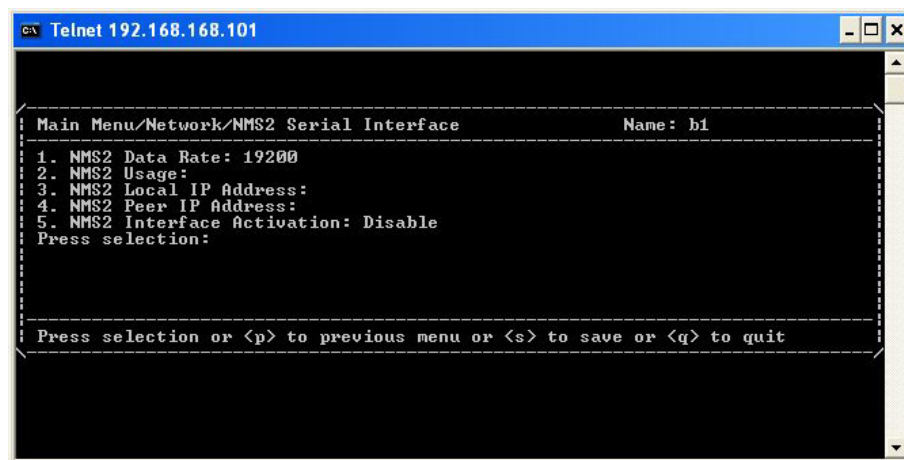 Telnet 192.168.168.101
Main Menu/Network/NMS2 Serial Interface Name: b1
1. NMS2 Data Rate: 19200
2. NMS2 Usage:
3. NMS2 Local IP Address:
4. NMS2 Peer IP Address:
5. NMS2 Interface Activation: Disable
Press selection:
Press selection or <p> to previous menu or <s> to save or <q> to quit